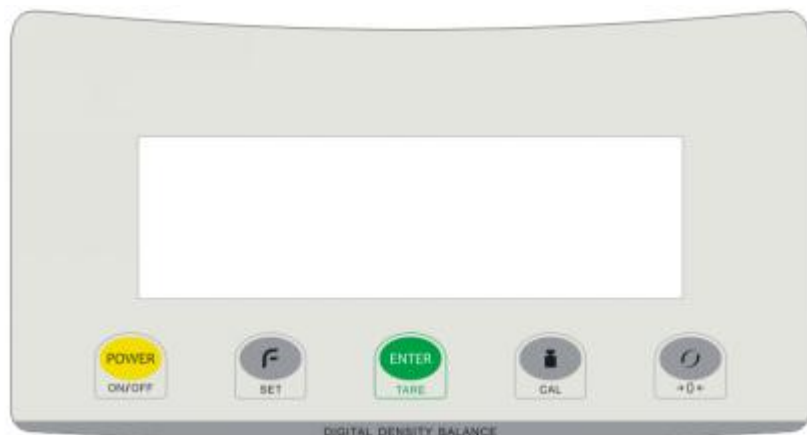 POWER
ON/OFF
F
SET
ENTER
TARE
CAL
→0←
DIGITAL DENSITY BALANCE